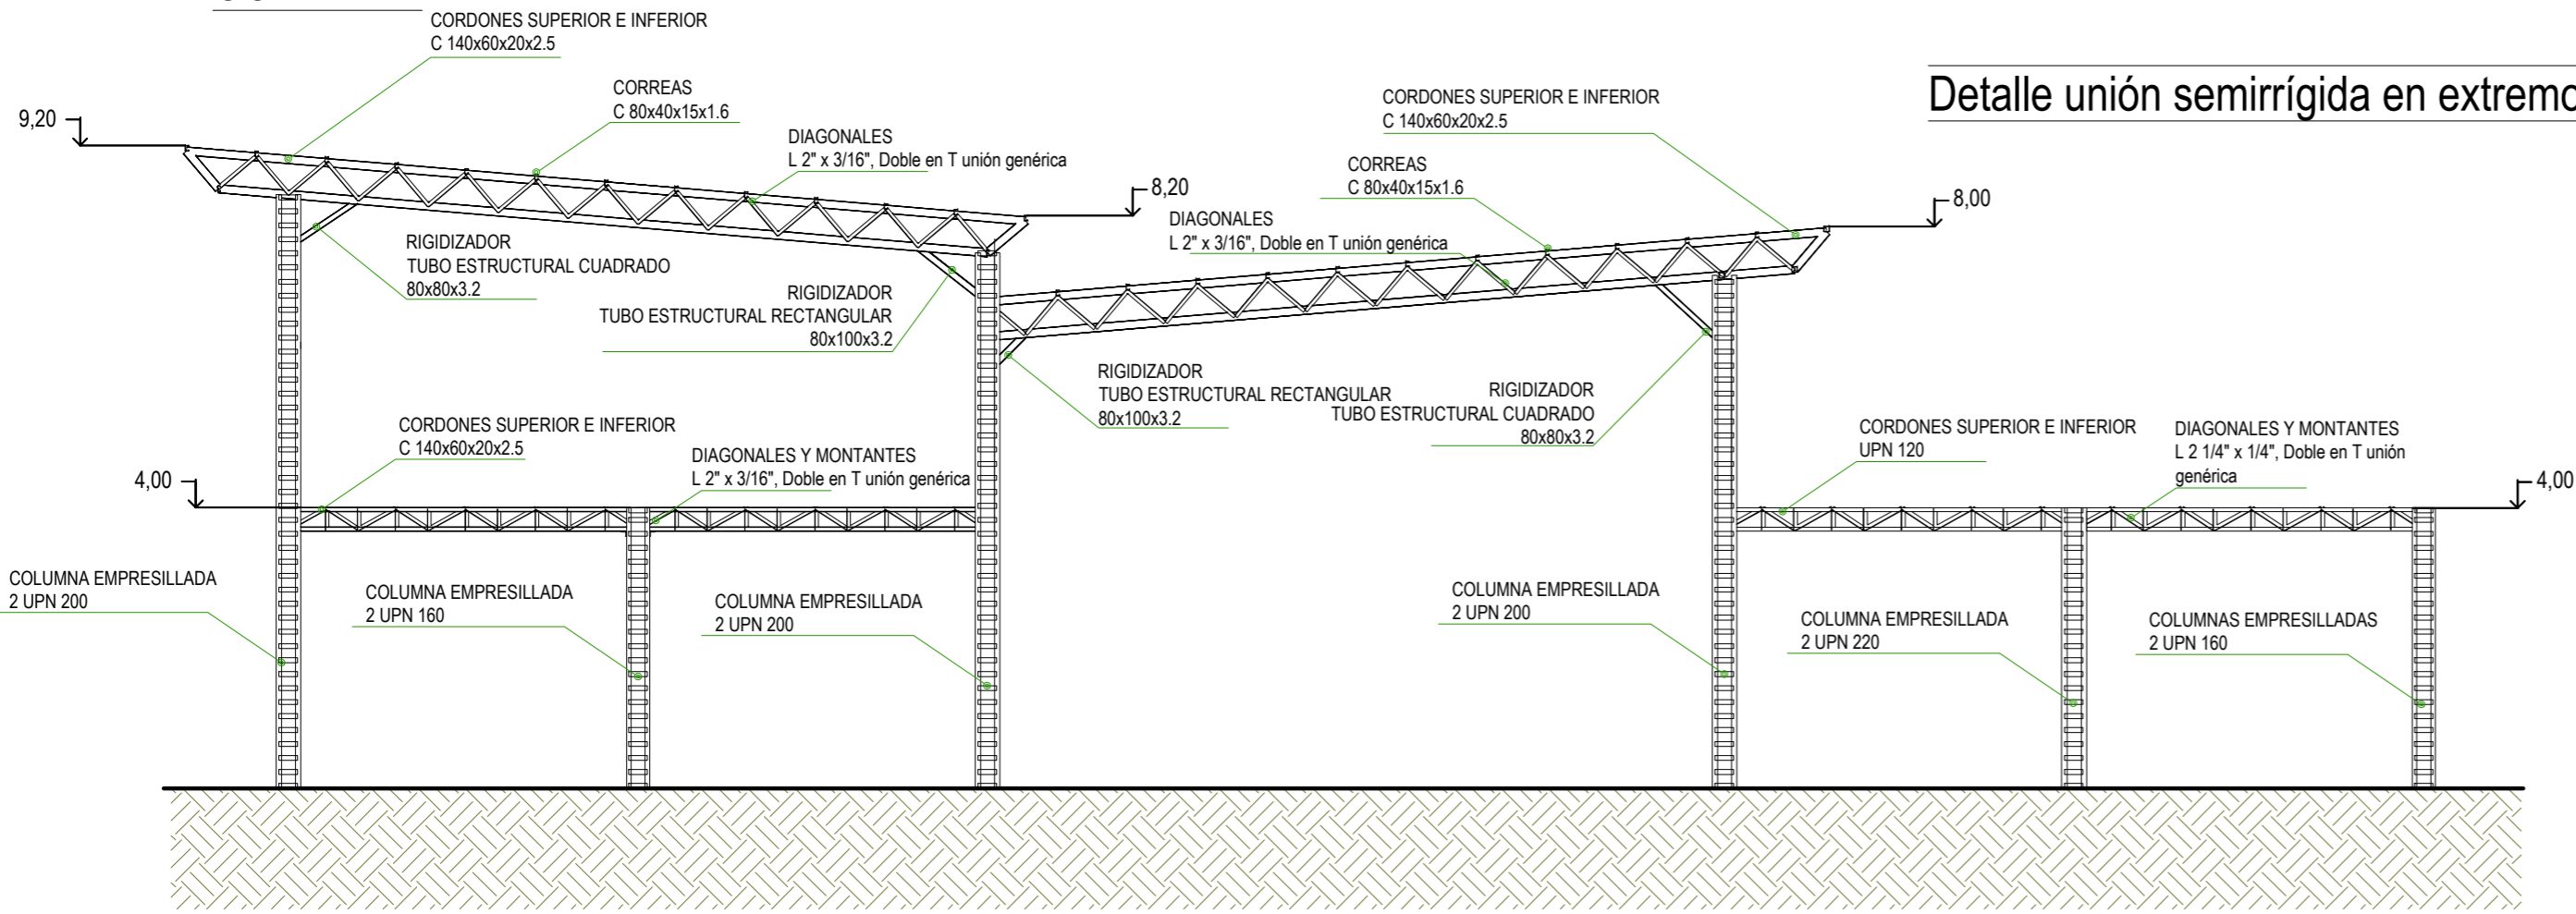 CORDONES SUPERIOR E INFERIOR
C 140x60x20x2.5
CORREAS
C 80x40x15x1.6
DIAGONALES
L 2" x 3/16", Doble en T unión genérica
9,20
8,20
RIGIDIZADOR
TUBO ESTRUCTURAL CUADRADO
80x80x3.2
RIGIDIZADOR
TUBO ESTRUCTURAL RECTANGULAR
80x100x3.2
CORDONES SUPERIOR E INFERIOR
C 140x60x20x2.5
CORREAS
C 80x40x15x1.6
DIAGONALES
L 2" x 3/16", Doble en T unión genérica
8,00
Detalle unión semirrígida en extremo
RIGIDIZADOR
TUBO ESTRUCTURAL RECTANGULAR
80x100x3.2
RIGIDIZADOR
TUBO ESTRUCTURAL CUADRADO
80x80x3.2
CORDONES SUPERIOR E INFERIOR
C 140x60x20x2.5
DIAGONALES Y MONTANTES
L 2" x 3/16", Doble en T unión genérica
4,00
CORDONES SUPERIOR E INFERIOR
UPN 120
DIAGONALES Y MONTANTES
L 2 1/4" x 1/4", Doble en T unión
genérica
4,00
COLUMNA EMPRESILLADA
2 UPN 200
COLUMNA EMPRESILLADA
2 UPN 160
COLUMNA EMPRESILLADA
2 UPN 200
COLUMNA EMPRESILLADA
2 UPN 200
COLUMNA EMPRESILLADA
2 UPN 220
COLUMNAS EMPRESILLADAS
2 UPN 160